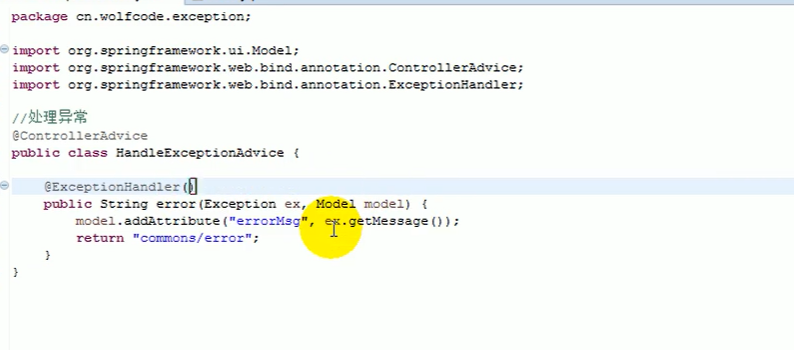 package cn.wolfcode.exception;
import org.springframework.ui.Model;
import org.springframework.web.bind.annotation.ControllerAdvice;
import org.springframework.web.bind.annotation.ExceptionHandler;
//处理异常
@ControllerAdvice
public class HandleExceptionAdvice {
@ExceptionHandler()
public String error(Exception ex, Model model) {
model.addAttribute("errorMsg", ex.getMessage());
return "commons/error";
}
}